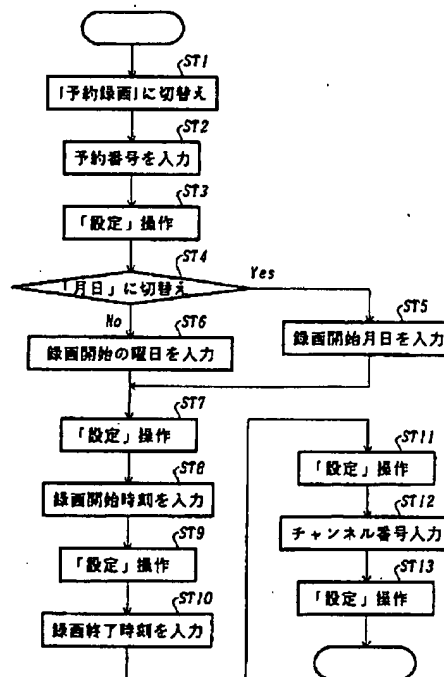 ST1
「予約録画」に切替え
ST2
予約番号を入力
ST3
「設定」操作
ST4
「月日」に切替え
Yes
No
ST5
録画開始月日を入力
ST6
録画開始の曜日を入力
ST7
「設定」操作
ST8
録画開始時刻を入力
ST9
「設定」操作
ST10
録画終了時刻を入力
ST11
「設定」操作
ST12
チャンネル番号入力
ST13
「設定」操作